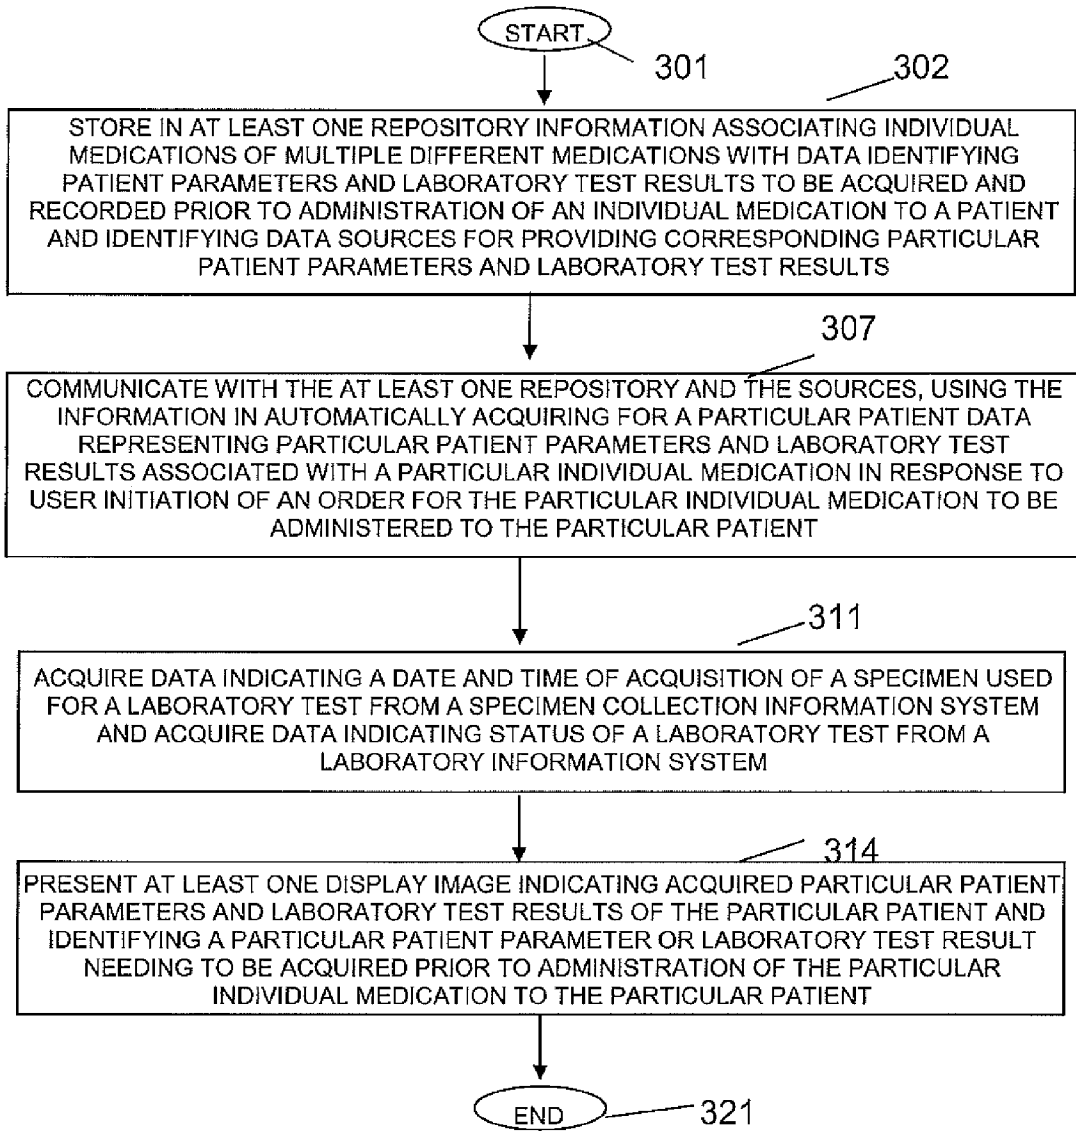 START
301
302
STORE IN AT LEAST ONE REPOSITORY INFORMATION ASSOCIATING INDIVIDUAL
MEDICATIONS OF MULTIPLE DIFFERENT MEDICATIONS WITH DATA IDENTIFYING
PATIENT PARAMETERS AND LABORATORY TEST RESULTS TO BE ACQUIRED AND
RECORDED PRIOR TO ADMINISTRATION OF AN INDIVIDUAL MEDICATION TO A PATIENT
AND IDENTIFYING DATA SOURCES FOR PROVIDING CORRESPONDING PARTICULAR
PATIENT PARAMETERS AND LABORATORY TEST RESULTS
307
COMMUNICATE WITH THE AT LEAST ONE REPOSITORY AND THE SOURCES, USING THE
INFORMATION IN AUTOMATICALLY ACQUIRING FOR A PARTICULAR PATIENT DATA
REPRESENTING PARTICULAR PATIENT PARAMETERS AND LABORATORY TEST
RESULTS ASSOCIATED WITH A PARTICULAR INDIVIDUAL MEDICATION IN RESPONSE TO
USER INITIATION OF AN ORDER FOR THE PARTICULAR INDIVIDUAL MEDICATION TO BE
ADMINISTERED TO THE PARTICULAR PATIENT
311
ACQUIRE DATA INDICATING A DATE AND TIME OF ACQUISITION OF A SPECIMEN USED
FOR A LABORATORY TEST FROM A SPECIMEN COLLECTION INFORMATION SYSTEM
AND ACQUIRE DATA INDICATING STATUS OF A LABORATORY TEST FROM A
LABORATORY INFORMATION SYSTEM
314
PRESENT AT LEAST ONE DISPLAY IMAGE INDICATING ACQUIRED PARTICULAR PATIENT
PARAMETERS AND LABORATORY TEST RESULTS OF THE PARTICULAR PATIENT AND
IDENTIFYING A PARTICULAR PATIENT PARAMETER OR LABORATORY TEST RESULT
NEEDING TO BE ACQUIRED PRIOR TO ADMINISTRATION OF THE PARTICULAR
INDIVIDUAL MEDICATION TO THE PARTICULAR PATIENT
END
321